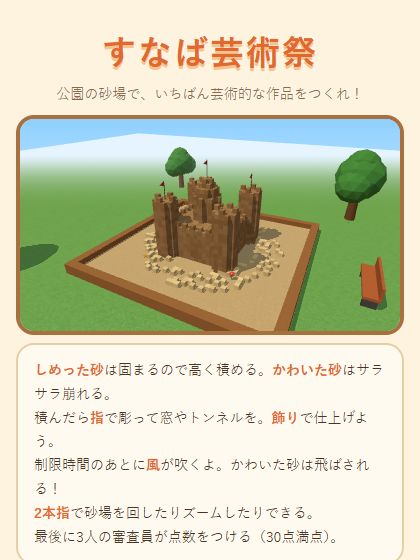 すなば芸術祭
公園の砂場で、いちばん芸術的な作品をつくれ！
しめった砂は固まるので高く積める。かわいた砂はサラ
サラ崩れる。
積んだら指で彫って窓やトンネルを。飾りで仕上げよ
う。
制限時間のあとに風が吹くよ。かわいた砂は飛ばされ
る！
2本指で砂場を回したりズームしたりできる。
最後に3人の審査員が点数をつける（30点満点）。